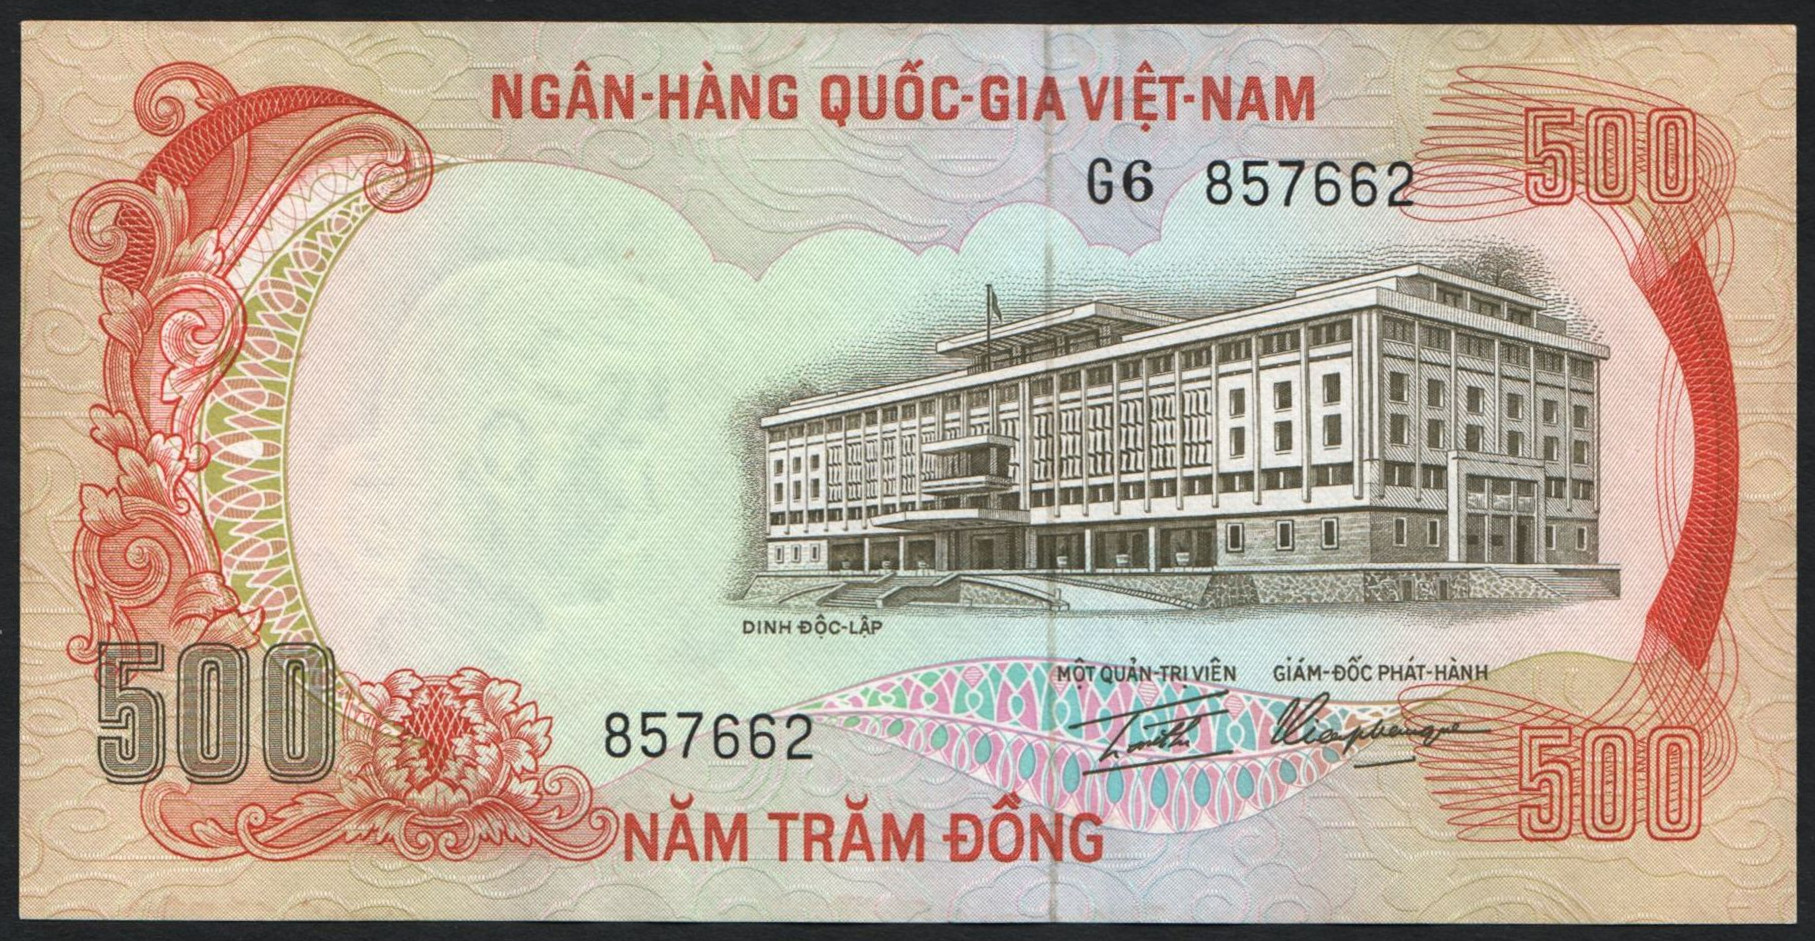 NGÂN-HÀNG QUỐC-GIA VIỆT-NAM
500
G6 857662
DINH ĐỘC-LẬP
MỘT QUẢN-TRỊ VIÊN GIÁM-ĐỐC PHÁT-HÀNH
500
857662
500
NĂM TRĂM ĐỒNG